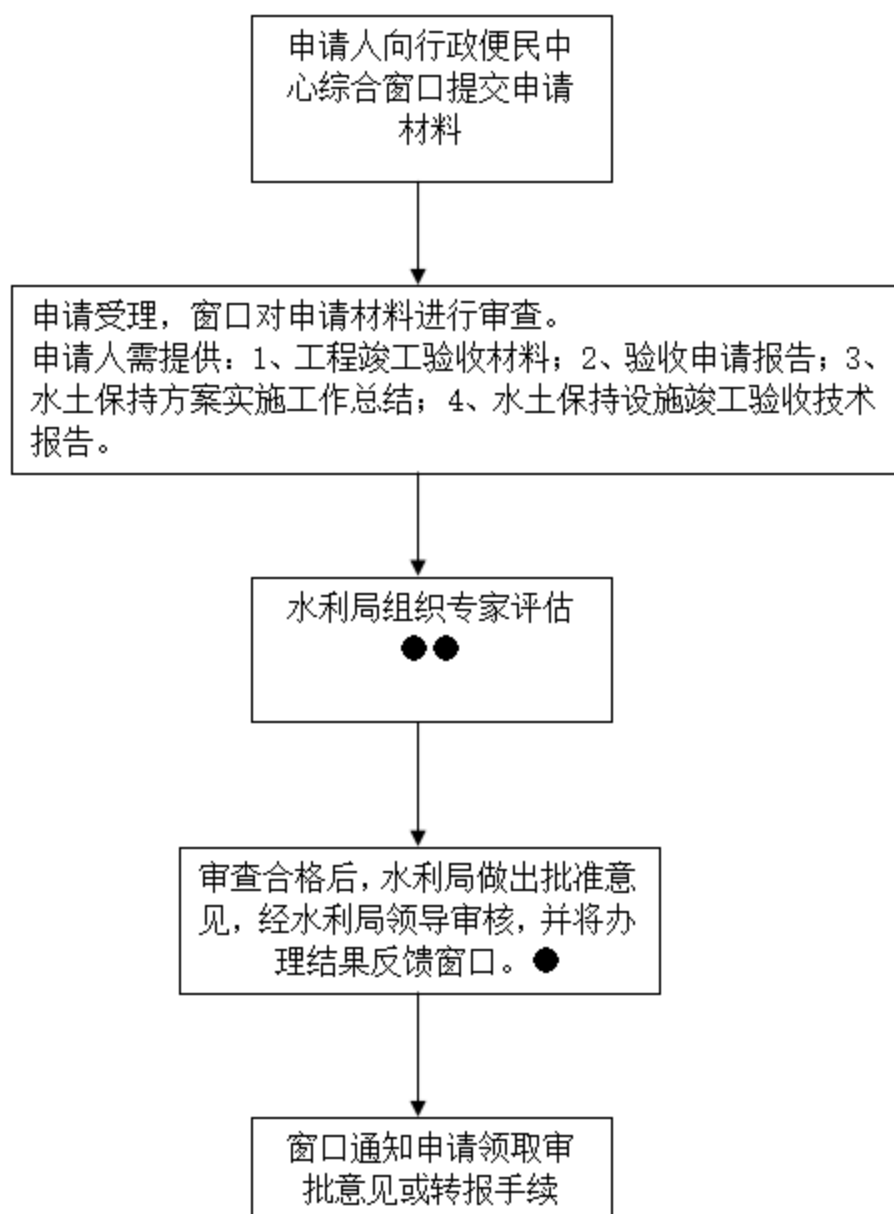 申请人向行政便民中
心综合窗口提交申请
材料
申请受理，窗口对申请材料进行审查。
申请人需提供：1、工程竣工验收材料；2、验收申请报告；3、
水土保持方案实施工作总结；4、水土保持设施竣工验收技术
报告。
水利局组织专家评估
●●
审查合格后，水利局做出批准意
见，经水利局领导审核，并将办
理结果反馈窗口。●
窗口通知申请领取审
批意见或转报手续